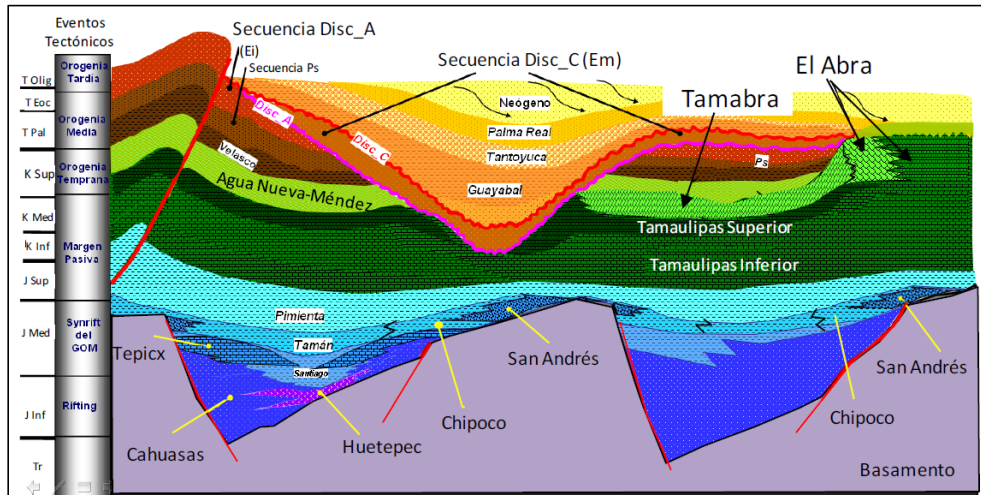 Eventos
Tectónicos
Orogenia
Tardia
Orogenia
Media
Orogenia
Temprana
Margen
Pasiva
Synrift
del
GOM
Rifting
T Olig
T Eoc
T Pal
K Sup
K Med
K Inf
J Sup
J Med
J Inf
Tr
Secuencia Disc_A
(Ei)
Secuencia Ps
Secuencia Disc_C (Em)
El Abra
Tamabra
Neógeno
Palma Real
Tantoyuca
Guayabal
Disc_A
Disc_C
Velasco
Ps
Agua Nueva-Méndez
Tamaulipas Superior
Tamaulipas Inferior
Pimienta
Tamán
Santiago
Tepicx
San Andrés
San Andrés
Chipoco
Chipoco
Cahuasas
Huetepec
Basamento